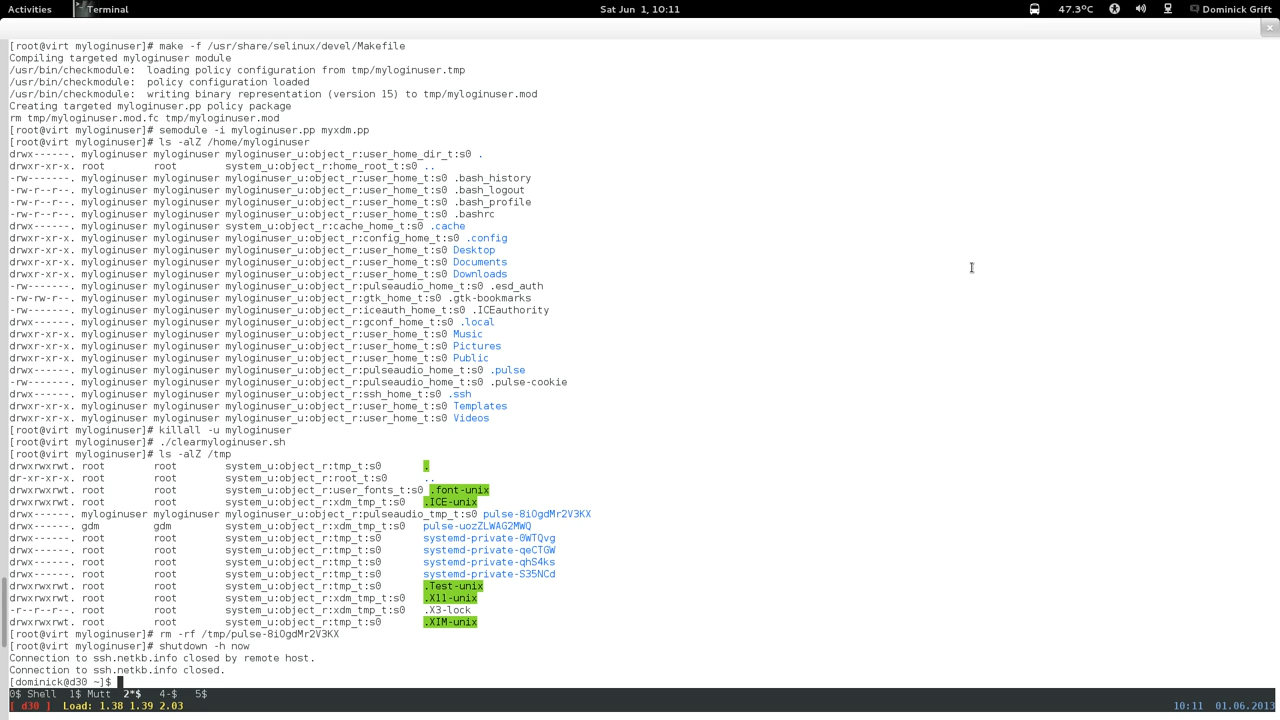 Activities Terminal Sat Jun 1, 10:11 47.3°C Dominick Grift
[root@virt myloginuser]# make -f /usr/share/selinux/devel/Makefile
Compiling targeted myloginuser module
/usr/bin/checkmodule:  loading policy configuration from tmp/myloginuser.tmp
/usr/bin/checkmodule:  policy configuration loaded
/usr/bin/checkmodule:  writing binary representation (version 15) to tmp/myloginuser.mod
Creating targeted myloginuser.pp policy package
rm tmp/myloginuser.mod.fc tmp/myloginuser.mod
[root@virt myloginuser]# semodule -i myloginuser.pp myxdm.pp
[root@virt myloginuser]# ls -alZ /home/myloginuser
drwx------. myloginuser myloginuser myloginuser_u:object_r:user_home_dir_t:s0 .
drwxr-xr-x. root        root        system_u:object_r:home_root_t:s0 ..
-rw-------. myloginuser myloginuser myloginuser_u:object_r:user_home_t:s0 .bash_history
-rw-r--r--. myloginuser myloginuser myloginuser_u:object_r:user_home_t:s0 .bash_logout
-rw-r--r--. myloginuser myloginuser myloginuser_u:object_r:user_home_t:s0 .bash_profile
-rw-r--r--. myloginuser myloginuser myloginuser_u:object_r:user_home_t:s0 .bashrc
drwx------. myloginuser myloginuser system_u:object_r:cache_home_t:s0 .cache
drwxr-xr-x. myloginuser myloginuser myloginuser_u:object_r:config_home_t:s0 .config
drwxr-xr-x. myloginuser myloginuser myloginuser_u:object_r:user_home_t:s0 Desktop
drwxr-xr-x. myloginuser myloginuser myloginuser_u:object_r:user_home_t:s0 Documents
drwxr-xr-x. myloginuser myloginuser myloginuser_u:object_r:user_home_t:s0 Downloads
-rw-------. myloginuser myloginuser myloginuser_u:object_r:pulseaudio_home_t:s0 .esd_auth
-rw-rw-r--. myloginuser myloginuser myloginuser_u:object_r:gtk_home_t:s0 .gtk-bookmarks
-rw-------. myloginuser myloginuser myloginuser_u:object_r:iceauth_home_t:s0 .ICEauthority
drwx------. myloginuser myloginuser myloginuser_u:object_r:gconf_home_t:s0 .local
drwxr-xr-x. myloginuser myloginuser myloginuser_u:object_r:user_home_t:s0 Music
drwxr-xr-x. myloginuser myloginuser myloginuser_u:object_r:user_home_t:s0 Pictures
drwxr-xr-x. myloginuser myloginuser myloginuser_u:object_r:user_home_t:s0 Public
drwx------. myloginuser myloginuser myloginuser_u:object_r:pulseaudio_home_t:s0 .pulse
-rw-------. myloginuser myloginuser myloginuser_u:object_r:pulseaudio_home_t:s0 .pulse-cookie
drwx------. myloginuser myloginuser myloginuser_u:object_r:ssh_home_t:s0 .ssh
drwxr-xr-x. myloginuser myloginuser myloginuser_u:object_r:user_home_t:s0 Templates
drwxr-xr-x. myloginuser myloginuser myloginuser_u:object_r:user_home_t:s0 Videos
[root@virt myloginuser]# killall -u myloginuser
[root@virt myloginuser]# ./clearmyloginuser.sh
[root@virt myloginuser]# ls -alZ /tmp
drwxrwxrwt. root        root        system_u:object_r:tmp_t:s0       .
dr-xr-xr-x. root        root        system_u:object_r:root_t:s0      ..
drwxrwxrwt. root        root        system_u:object_r:user_fonts_t:s0 .font-unix
drwxrwxrwt. root        root        system_u:object_r:xdm_tmp_t:s0   .ICE-unix
drwx------. myloginuser myloginuser myloginuser_u:object_r:pulseaudio_tmp_t:s0 pulse-8iOgdMr2V3KX
drwx------. gdm         gdm         system_u:object_r:xdm_tmp_t:s0   pulse-uozZLWAG2MWQ
drwx------. root        root        system_u:object_r:tmp_t:s0       systemd-private-0WTQvg
drwx------. root        root        system_u:object_r:tmp_t:s0       systemd-private-qeCTGW
drwx------. root        root        system_u:object_r:tmp_t:s0       systemd-private-qhS4ks
drwx------. root        root        system_u:object_r:tmp_t:s0       systemd-private-S35NCd
drwxrwxrwt. root        root        system_u:object_r:tmp_t:s0       .Test-unix
drwxrwxrwt. root        root        system_u:object_r:xdm_tmp_t:s0   .X11-unix
-r--r--r--. root        root        system_u:object_r:xdm_tmp_t:s0   .X3-lock
drwxrwxrwt. root        root        system_u:object_r:xdm_tmp_t:s0   .XIM-unix
[root@virt myloginuser]# rm -rf /tmp/pulse-8iOgdMr2V3KX
[root@virt myloginuser]# shutdown -h now
Connection to ssh.netkb.info closed by remote host.
Connection to ssh.netkb.info closed.
[dominick@d30 ~]$
0$ Shell  1$ Mutt  2*$   4-$   5$
[ d30 ]  Load: 1.38 1.39 2.03 10:11  01.06.2013